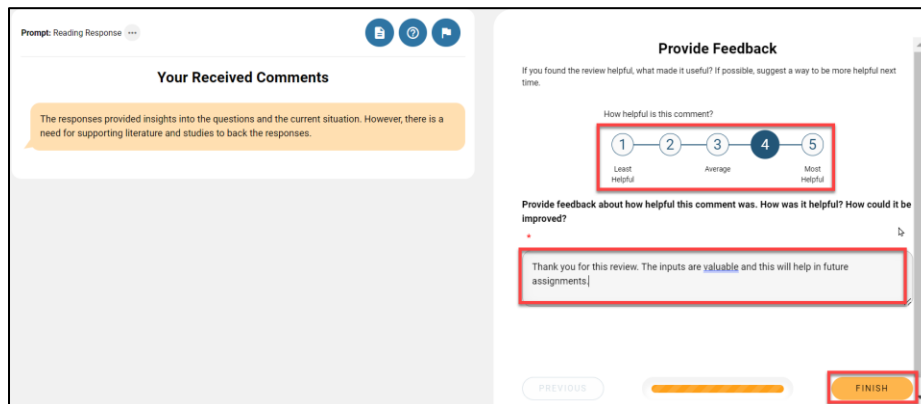 Prompt: Reading Response ...
Your Received Comments
The responses provided insights into the questions and the current situation. However, there is a
need for supporting literature and studies to back the responses.
Provide Feedback
If you found the review helpful, what made it useful? If possible, suggest a way to be more helpful next
time.
How helpful is this comment?
1 2 3 4 5
Least Average Most
Helpful Helpful
Provide feedback about how helpful this comment was. How was it helpful? How could it be
improved?
*
Thank you for this review. The inputs are valuable and this will help in future
assignments.
PREVIOUS FINISH